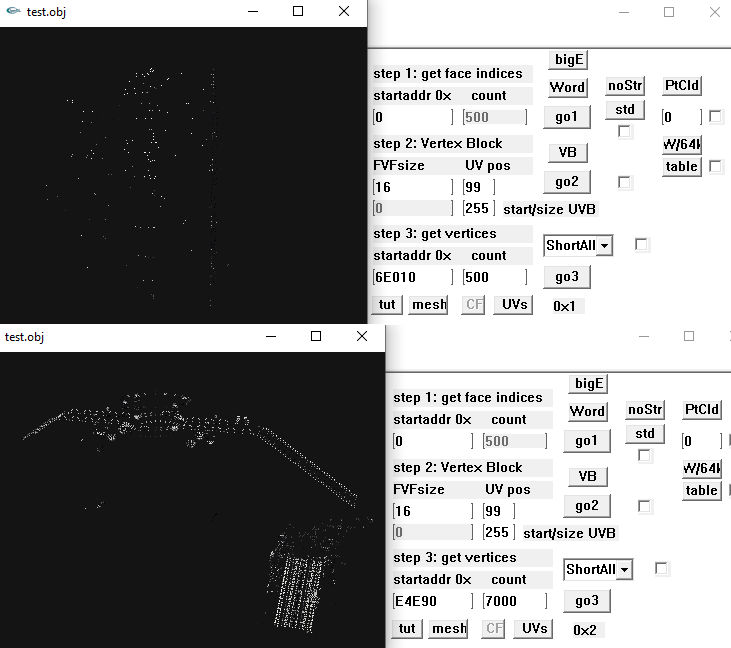 test.obj
bigE
step 1: get face indices
Word noStr PtCld
startaddr 0x count
std
0 500 go1 0
step 2: Vertex Block
VB W/64k
FVFsize UV pos table
16 99 go2
0 255 start/size UVB
step 3: get vertices
ShortAll
startaddr 0x count
6E010 500 go3
tut mesh CF UVs 0x1
test.obj
bigE
step 1: get face indices
Word noStr PtCld
startaddr 0x count
std
0 500 go1 0
step 2: Vertex Block
VB W/64k
FVFsize UV pos table
16 99 go2
0 255 start/size UVB
step 3: get vertices
ShortAll
startaddr 0x count
E4E90 7000 go3
tut mesh CF UVs 0x2